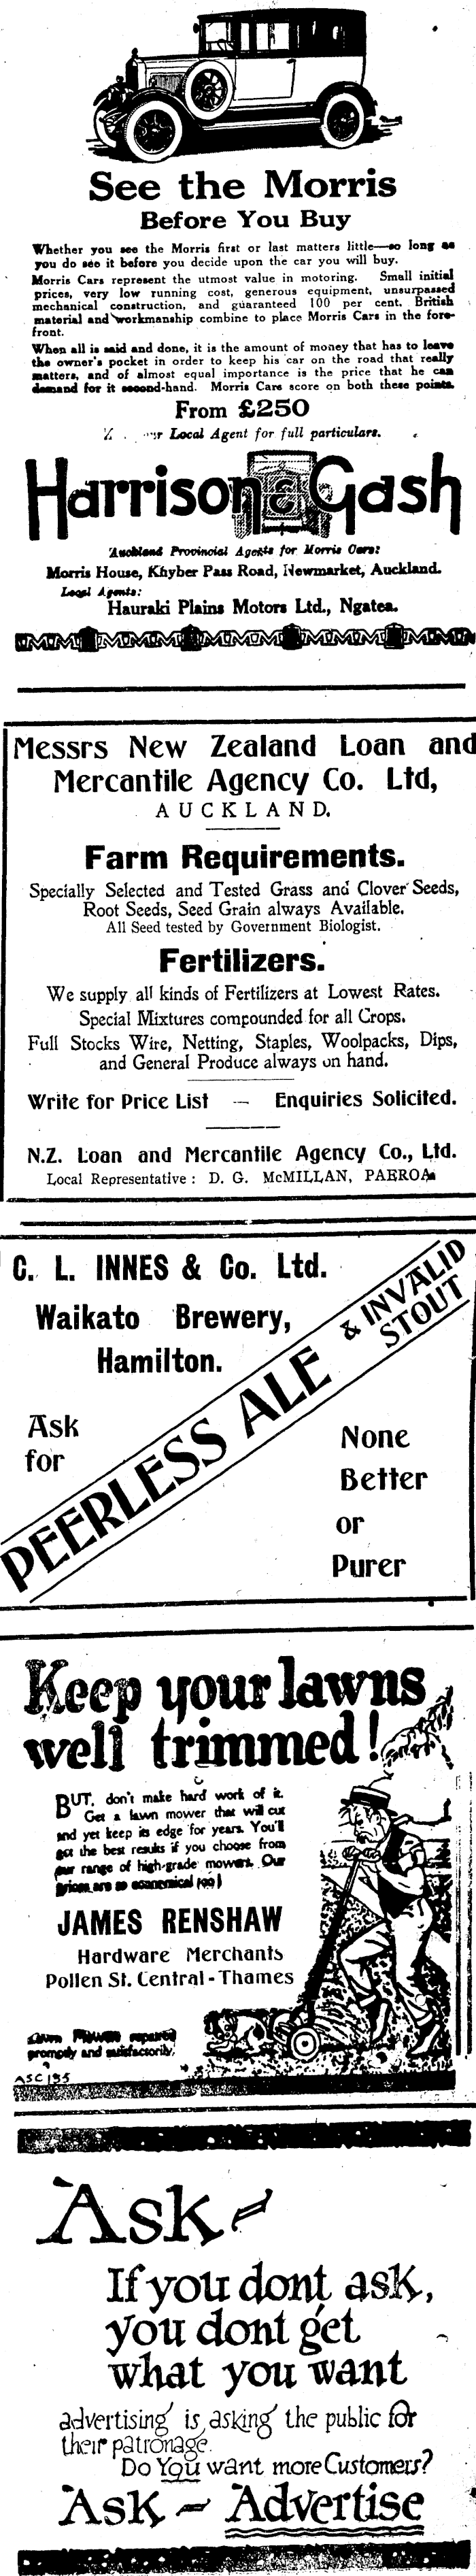 See the Morris
Before You Buy
Whether you see the Morris first or last matters little—so long as
you do see it before you decide upon the car you will buy.
Morris Cars represent the utmost value in motoring. Small initial
prices, very low running cost, generous equipment, unsurpassed
mechanical construction, and guaranteed 100 per cent. British
material and workmanship combine to place Morris Cars in the fore-
front.
When all is said and done, it is the amount of money that has to leave
the owner's pocket in order to keep his car on the road that really
matters, and of almost equal importance is the price that he can
demand for it second-hand. Morris Cars score on both these points.
From £250
Local Agent for full particulars.
Harrison & Gash
Auckland Provincial Agents for Morris Cars:
Morris House, Khyber Pass Road, Newmarket, Auckland.
Local Agents:
Hauraki Plains Motors Ltd., Ngatea.
Messrs New Zealand Loan and
Mercantile Agency Co. Ltd,
AUCKLAND.
Farm Requirements.
Specially Selected and Tested Grass and Clover Seeds,
Root Seeds, Seed Grain always Available.
All Seed tested by Government Biologist.
Fertilizers.
We supply all kinds of Fertilizers at Lowest Rates.
Special Mixtures compounded for all Crops.
Full Stocks Wire, Netting, Staples, Woolpacks, Dips,
and General Produce always on hand.
Write for Price List — Enquiries Solicited.
N.Z. Loan and Mercantile Agency Co., Ltd.
Local Representative : D. G. McMILLAN, PAEROA
C. L. INNES & Co. Ltd.
Waikato Brewery,
Hamilton.
Ask
for
PEERLESS ALE & INVALID STOUT
None
Better
or
Purer
Keep your lawns
well trimmed!
BUT, don't make hard work of it.
Get a lawn mower that will cut
and yet keep its edge for years. You'll
get the best results if you choose from
our range of high-grade mowers. Our
prices are so economical too!
JAMES RENSHAW
Hardware Merchants
Pollen St. Central - Thames
Lawn Mowers repaired
promptly and satisfactorily.
ASC 195
Ask-
If you dont ask,
you dont get
what you want
advertising is asking the public for
their patronage.
Do You want more Customers?
Ask - Advertise